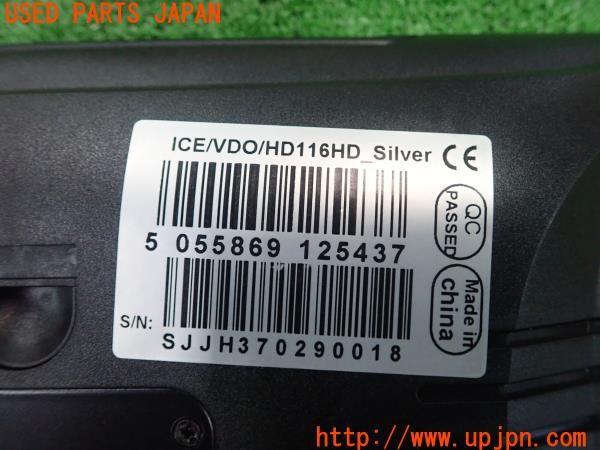 USED PARTS JAPAN
ICE/VDO/HD116HD_Silver CE
QC
PASSED
5 055869 125437
Made in
china
S/N:
SJJH370290018
http://www.upjpn.com/